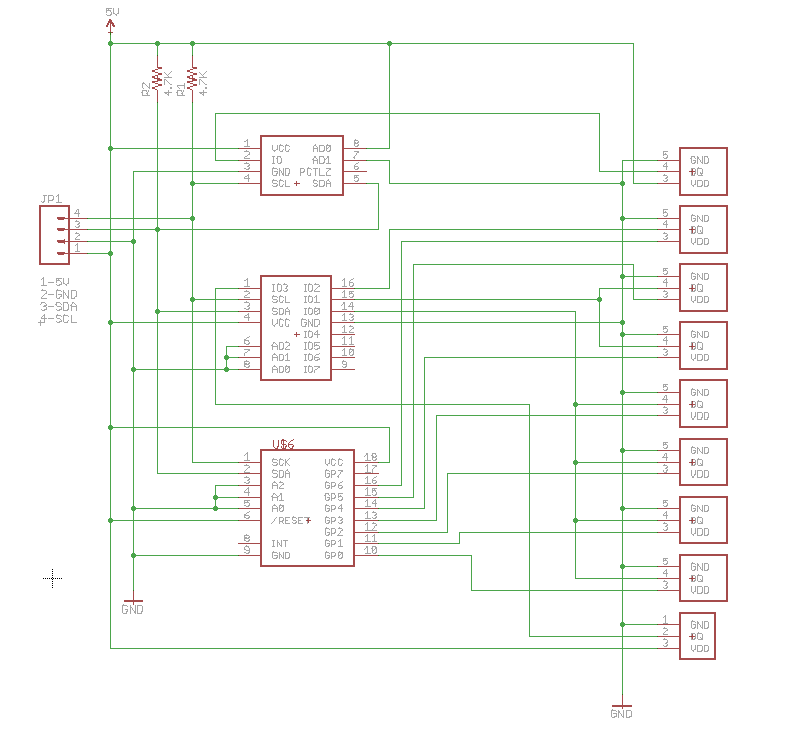 5V
R2
4.7K
R1
4.7K
1 VCC AD0 8
2 IO AD1 7
3 GND PCTLZ 6
4 SCL SDA 5
JP1
4
3
2
1
1-5V
2-GND
3-SDA
4-SCL
1 IO3 IO2 16
2 SCL IO1 15
3 SDA IO0 14
4 VCC GND 13
IO4 12
6 AD2 IO5 11
7 AD1 IO6 10
8 AD0 IO7 9
U$6
1 SCK VCC 18
2 SDA GP7 17
3 A2 GP6 16
4 A1 GP5 15
5 A0 GP4 14
6 /RESET GP3 13
GP2 12
8 INT GP1 11
9 GND GP0 10
GND
5 GND
4 DQ
3 VDD
5 GND
4 DQ
3 VDD
5 GND
4 DQ
3 VDD
5 GND
4 DQ
3 VDD
5 GND
4 DQ
3 VDD
5 GND
4 DQ
3 VDD
5 GND
4 DQ
3 VDD
5 GND
4 DQ
3 VDD
1 GND
2 DQ
3 VDD
GND